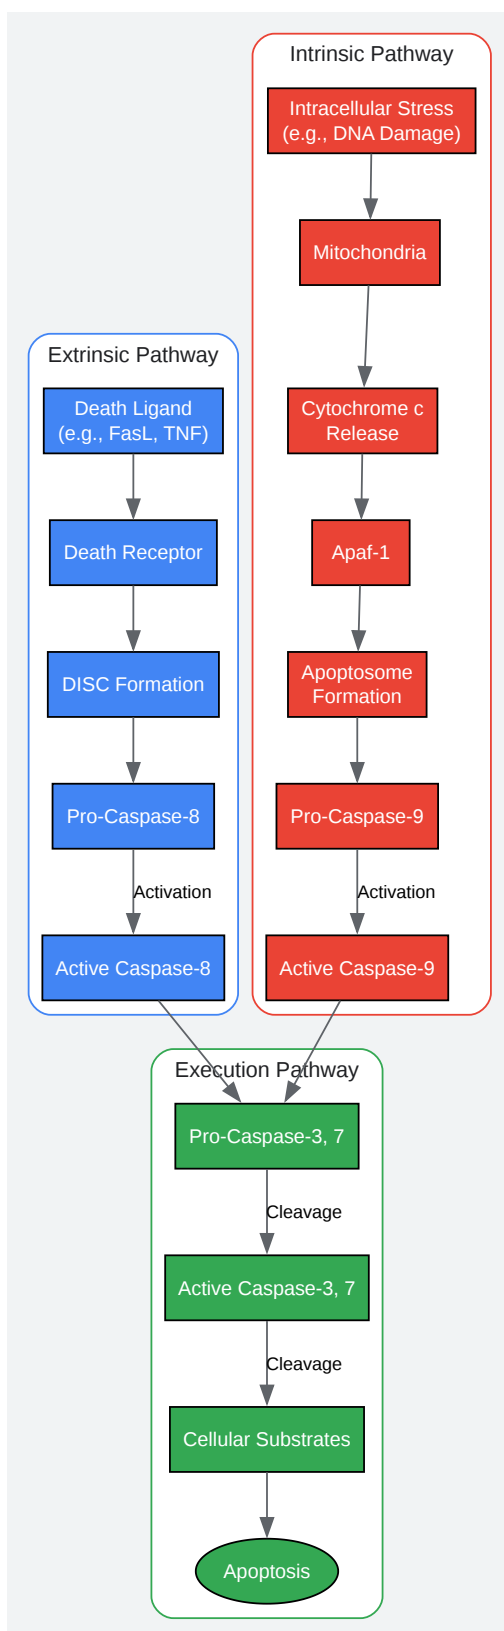 Intrinsic Pathway
Intracellular Stress
(e.g., DNA Damage)
Mitochondria
Cytochrome c
Release
Apaf-1
Apoptosome
Formation
Pro-Caspase-9
Activation
Active Caspase-9
Extrinsic Pathway
Death Ligand
(e.g., FasL, TNF)
Death Receptor
DISC Formation
Pro-Caspase-8
Activation
Active Caspase-8
Execution Pathway
Pro-Caspase-3, 7
Cleavage
Active Caspase-3, 7
Cleavage
Cellular Substrates
Apoptosis